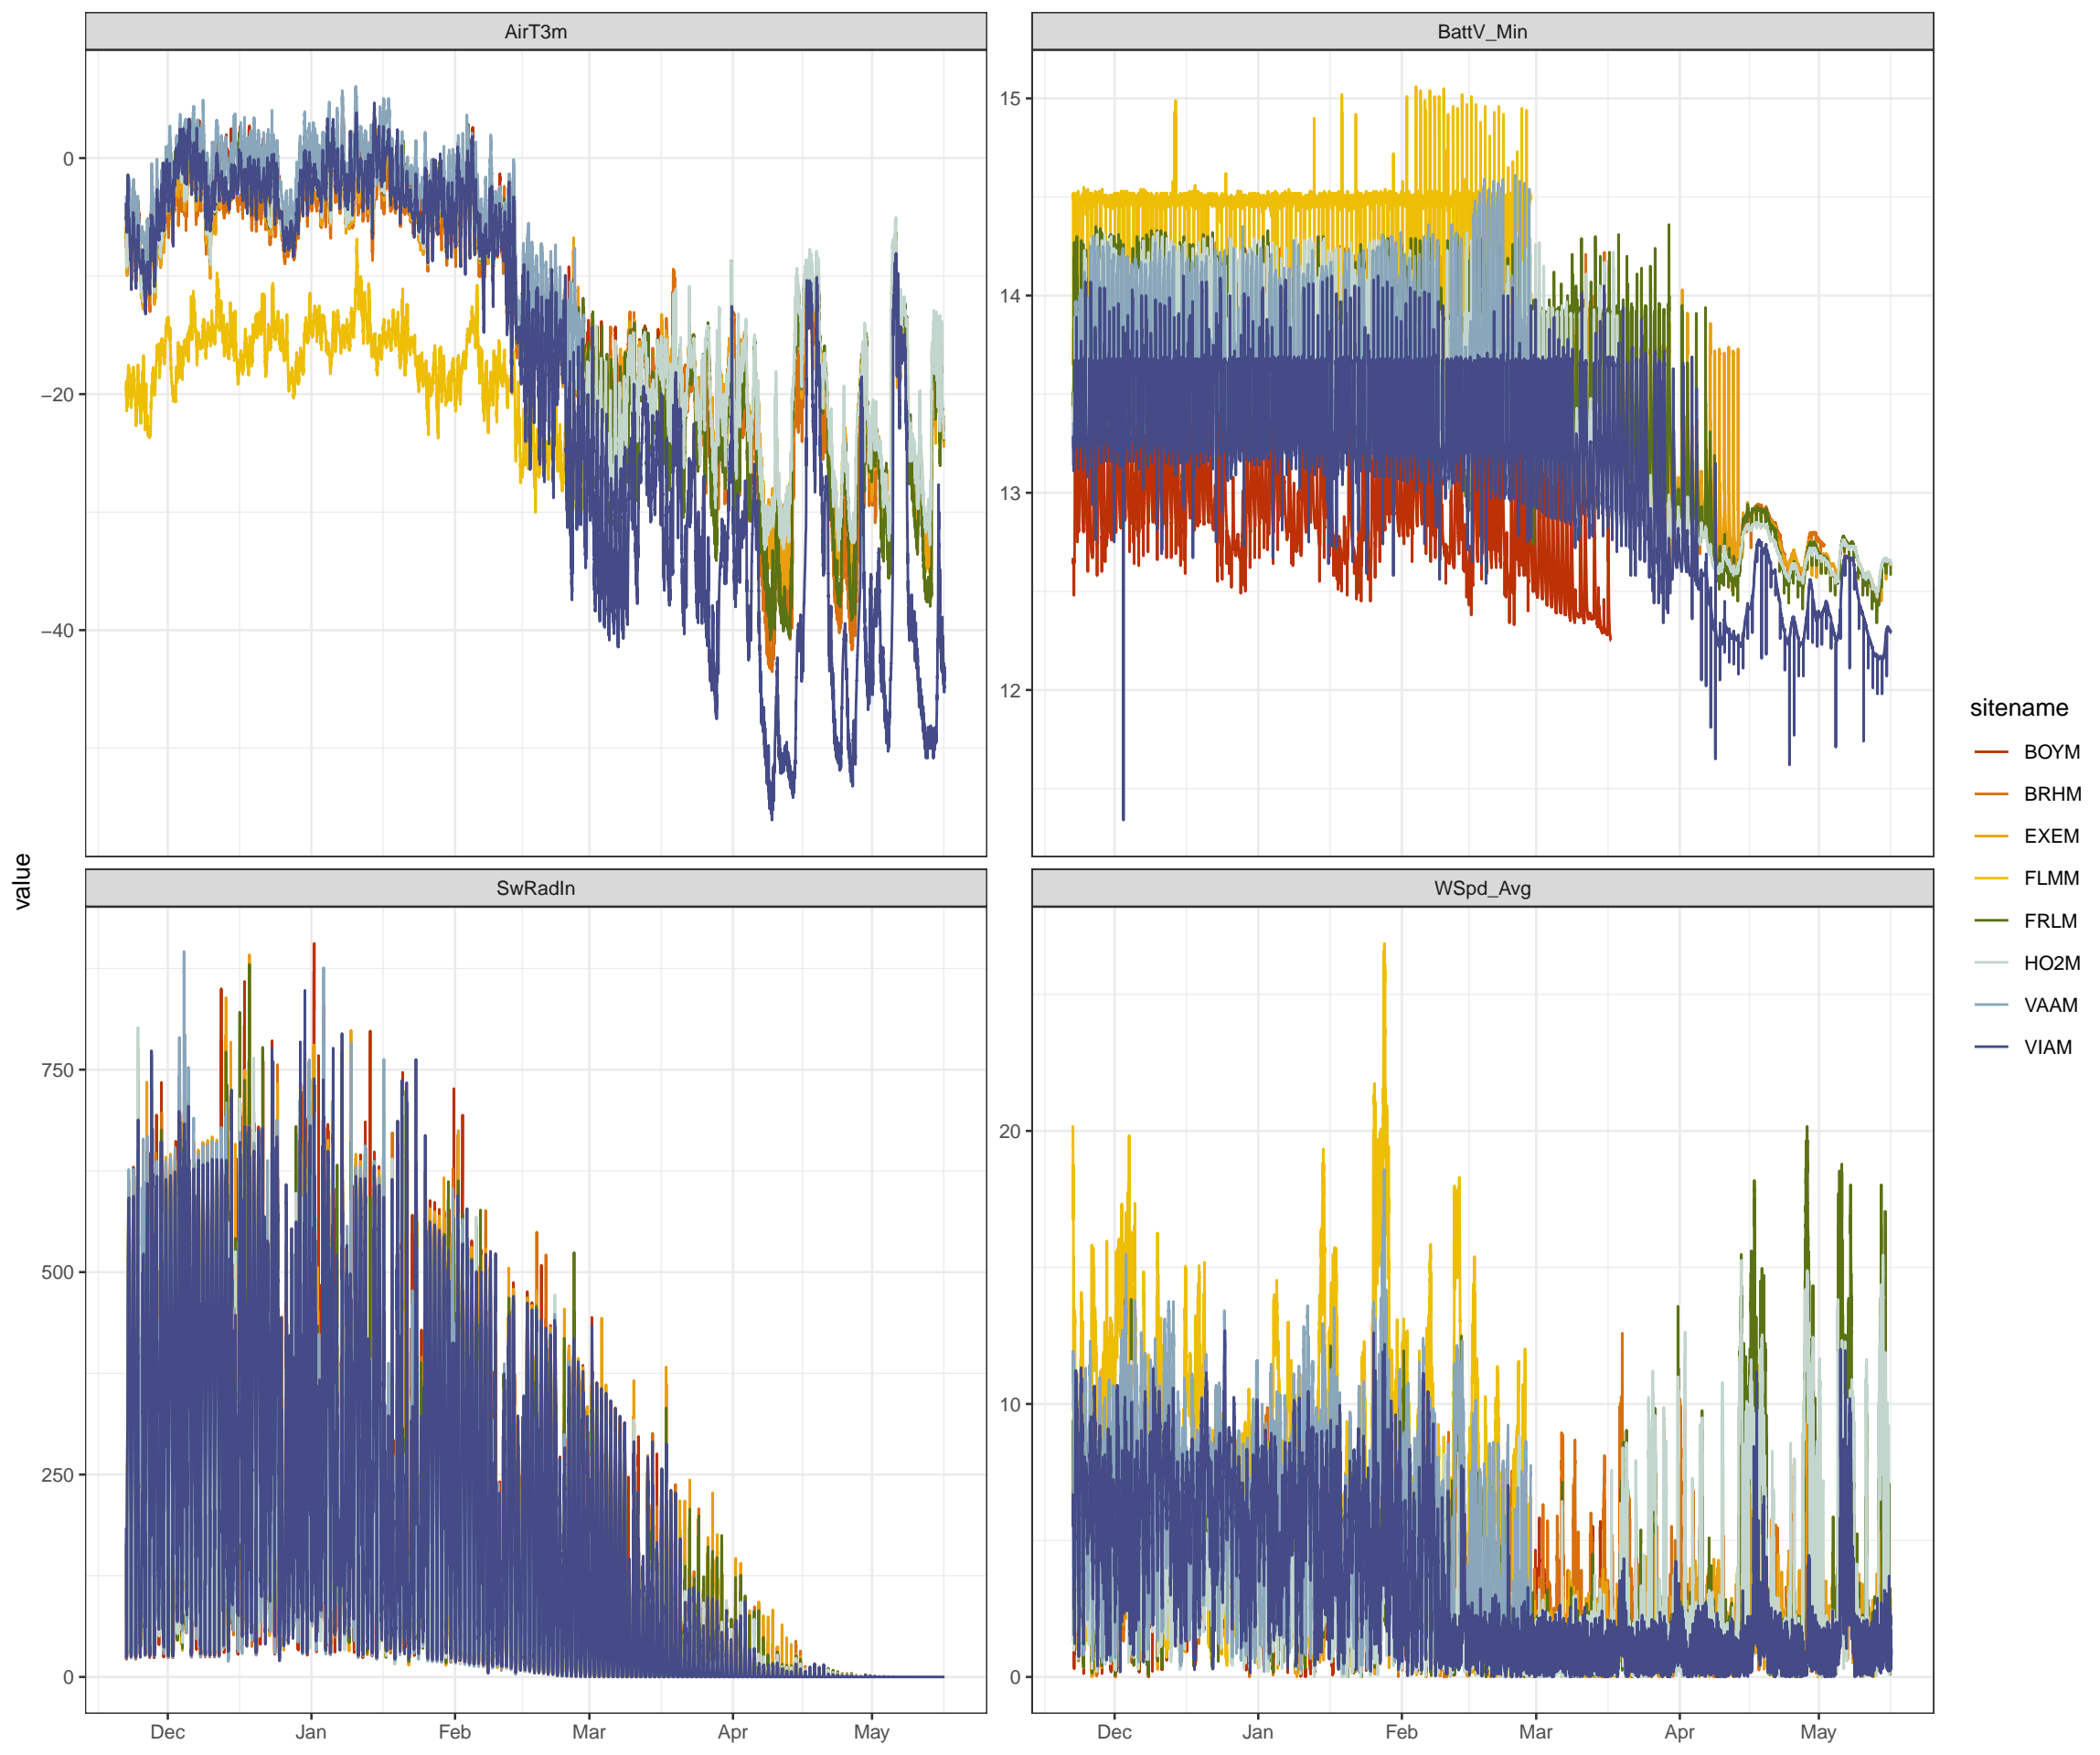 AirT3m
BattV_Min
0
−20
−40
15
14
13
12
SwRadIn
WSpd_Avg
750
500
250
0
20
10
0
Dec Jan Feb Mar Apr May
Dec Jan Feb Mar Apr May
value
sitename
BOYM
BRHM
EXEM
FLMM
FRLM
HO2M
VAAM
VIAM